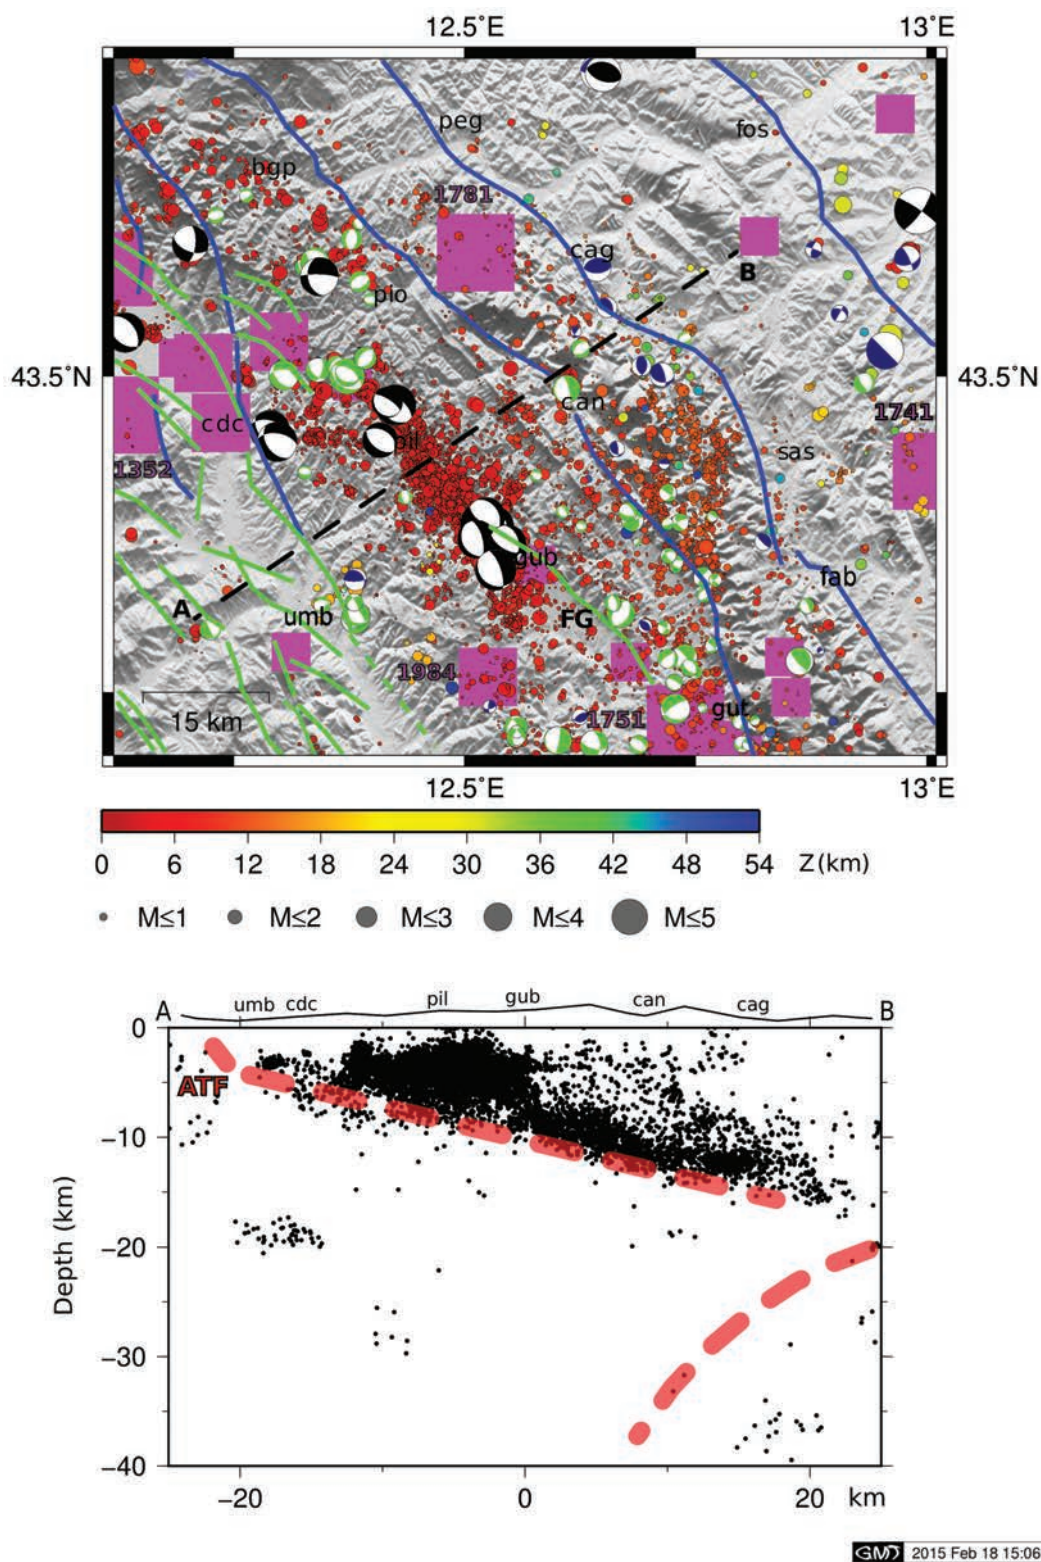 12.5°E 13°E
peg
fos
bgp
1781
cag
B
plo
43.5° 43.5°N
can
1741
cdc
pil
sas
1352
gub
fab
A
umb
FG
1984
15 km
1751
gut
12.5°E 13°E
0 6 12 18 24 30 36 42 48 54 Z(km)
M≤1 M≤2 M≤3 M≤4 M≤5
A umb cdc pil gub can cag B
0
ATF
−10
Depth (km)
−20
−30
−40
−20 0 20 km
GMT 2015 Feb 18 15:06